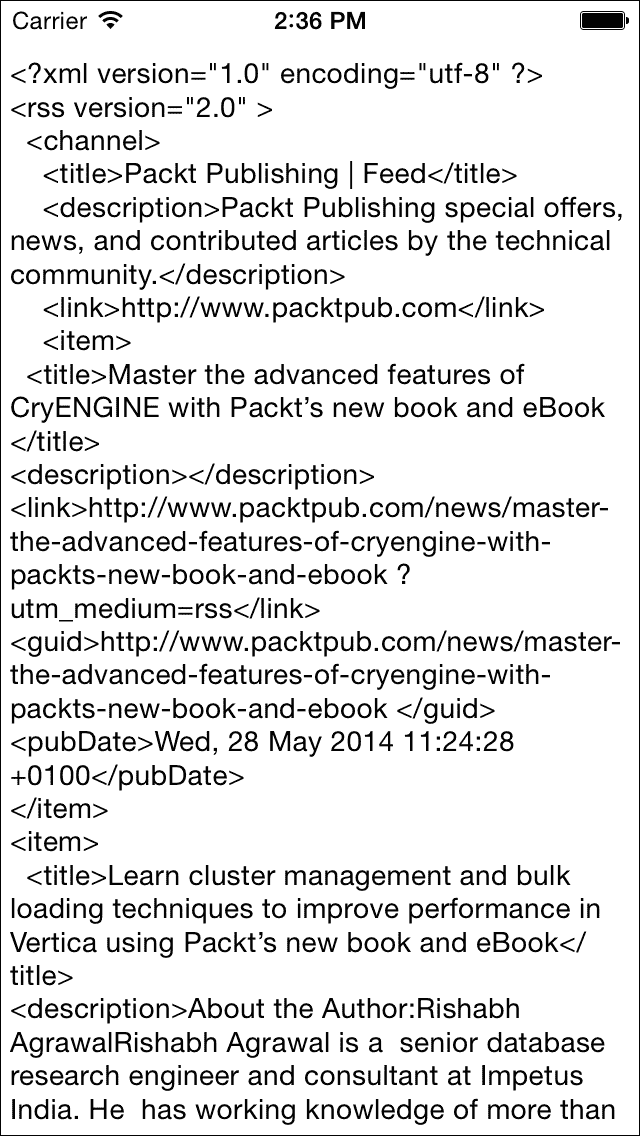 Carrier 2:36 PM
<?xml version="1.0" encoding="utf-8" ?>
<rss version="2.0" >
  <channel>
    <title>Packt Publishing | Feed</title>
    <description>Packt Publishing special offers,
news, and contributed articles by the technical
community.</description>
    <link>http://www.packtpub.com</link>
    <item>
  <title>Master the advanced features of
CryENGINE with Packt’s new book and eBook
</title>
<description></description>
<link>http://www.packtpub.com/news/master-
the-advanced-features-of-cryengine-with-
packts-new-book-and-ebook ?
utm_medium=rss</link>
<guid>http://www.packtpub.com/news/master-
the-advanced-features-of-cryengine-with-
packts-new-book-and-ebook </guid>
<pubDate>Wed, 28 May 2014 11:24:28
+0100</pubDate>
</item>
<item>
  <title>Learn cluster management and bulk
loading techniques to improve performance in
Vertica using Packt’s new book and eBook</
title>
<description>About the Author:Rishabh
AgrawalRishabh Agrawal is a  senior database
research engineer and consultant at Impetus
India. He  has working knowledge of more than